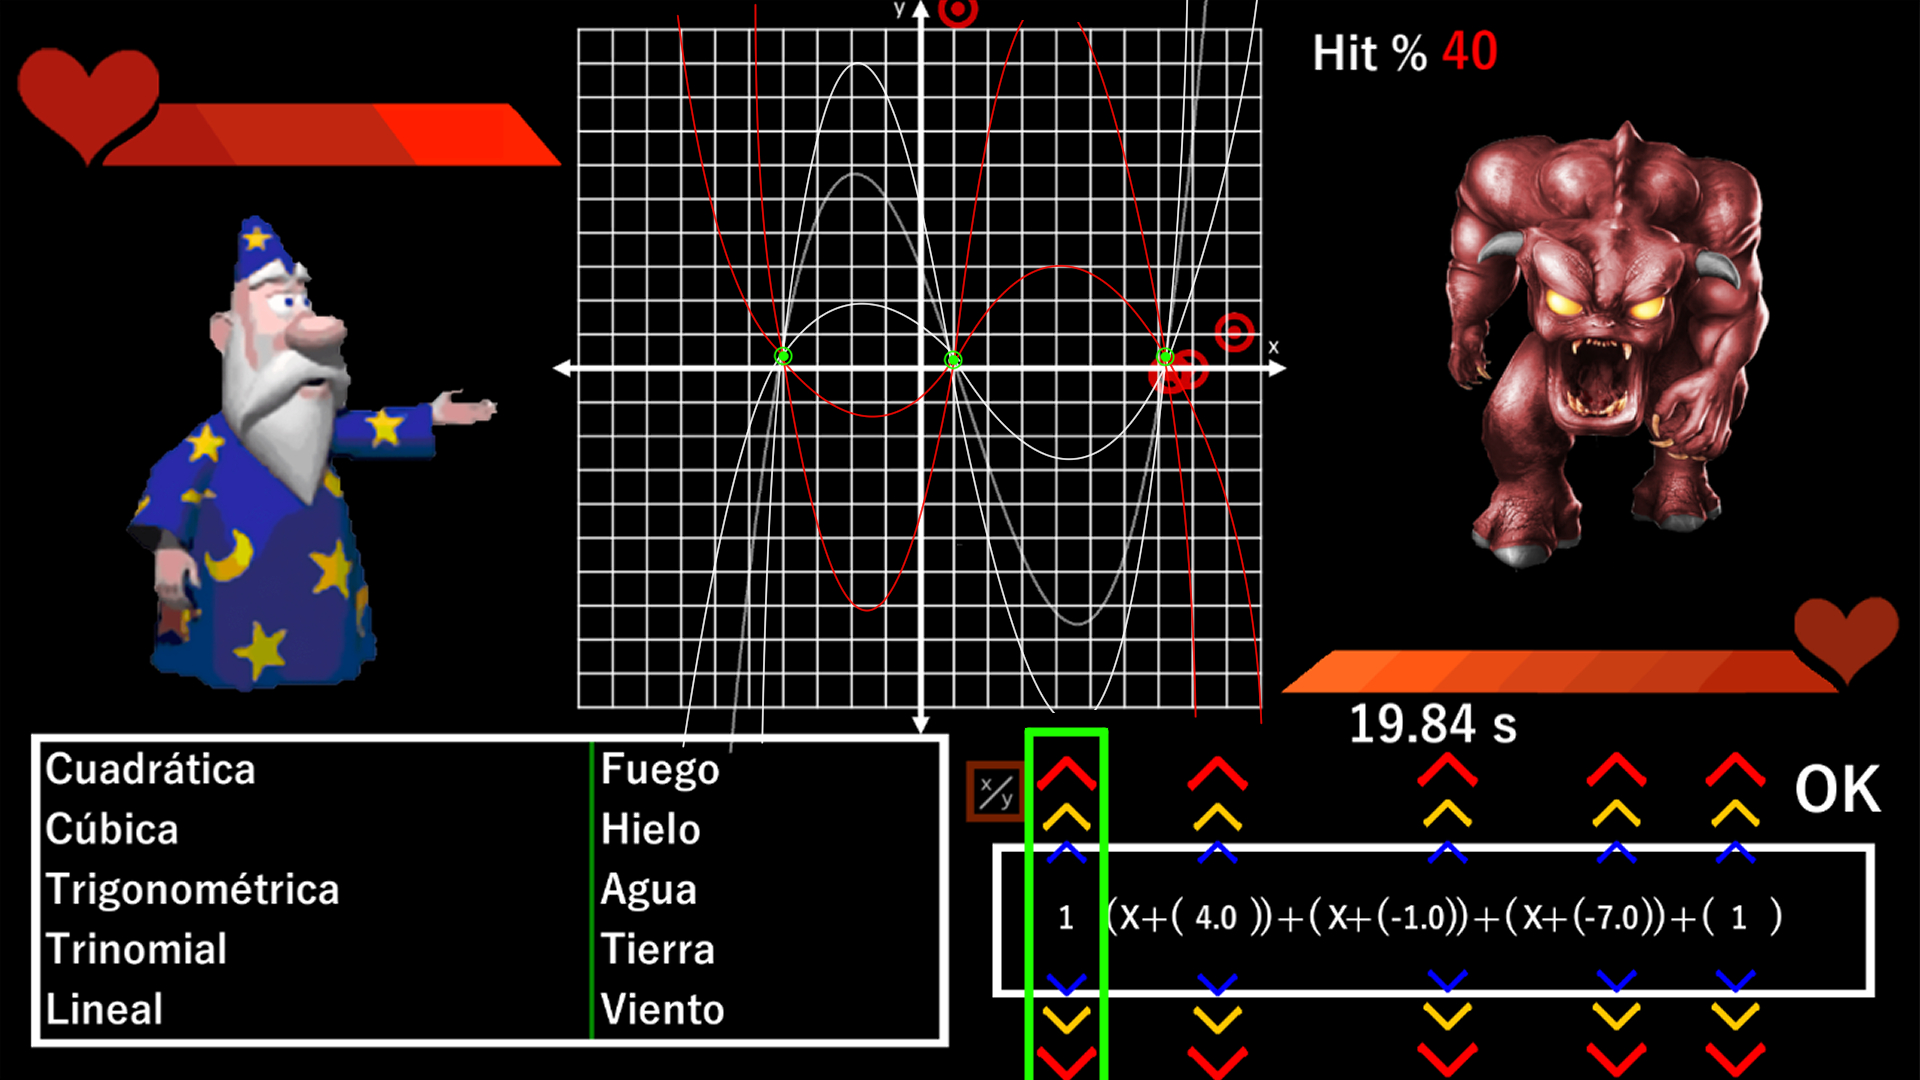 y
Hit % 40
x
19.84 s
Cuadrática
Fuego
Cúbica
Hielo
Trigonométrica
Agua
Trinomial
Tierra
Lineal
Viento
x/y
OK
1 (X+( 4.0 ))+(X+(-1.0))+(X+(-7.0))+( 1 )